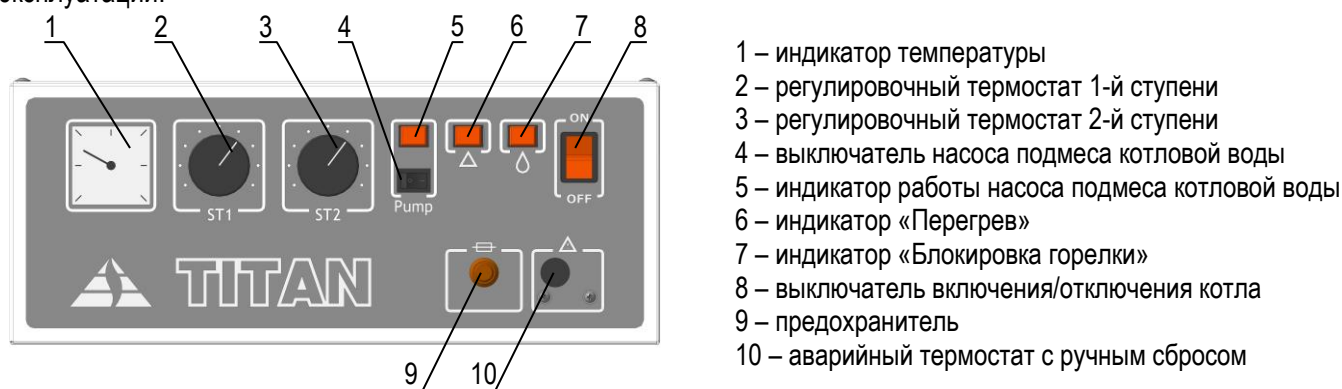 эксплуатации.
1 2 3 4 5 6 7 8
1 – индикатор температуры
2 – регулировочный термостат 1-й ступени
3 – регулировочный термостат 2-й ступени
4 – выключатель насоса подмеса котловой воды
5 – индикатор работы насоса подмеса котловой воды
6 – индикатор «Перегрев»
7 – индикатор «Блокировка горелки»
8 – выключатель включения/отключения котла
9 – предохранитель
10 – аварийный термостат с ручным сбросом
ON
OFF
ST1 ST2 Pump
TITAN
9 10